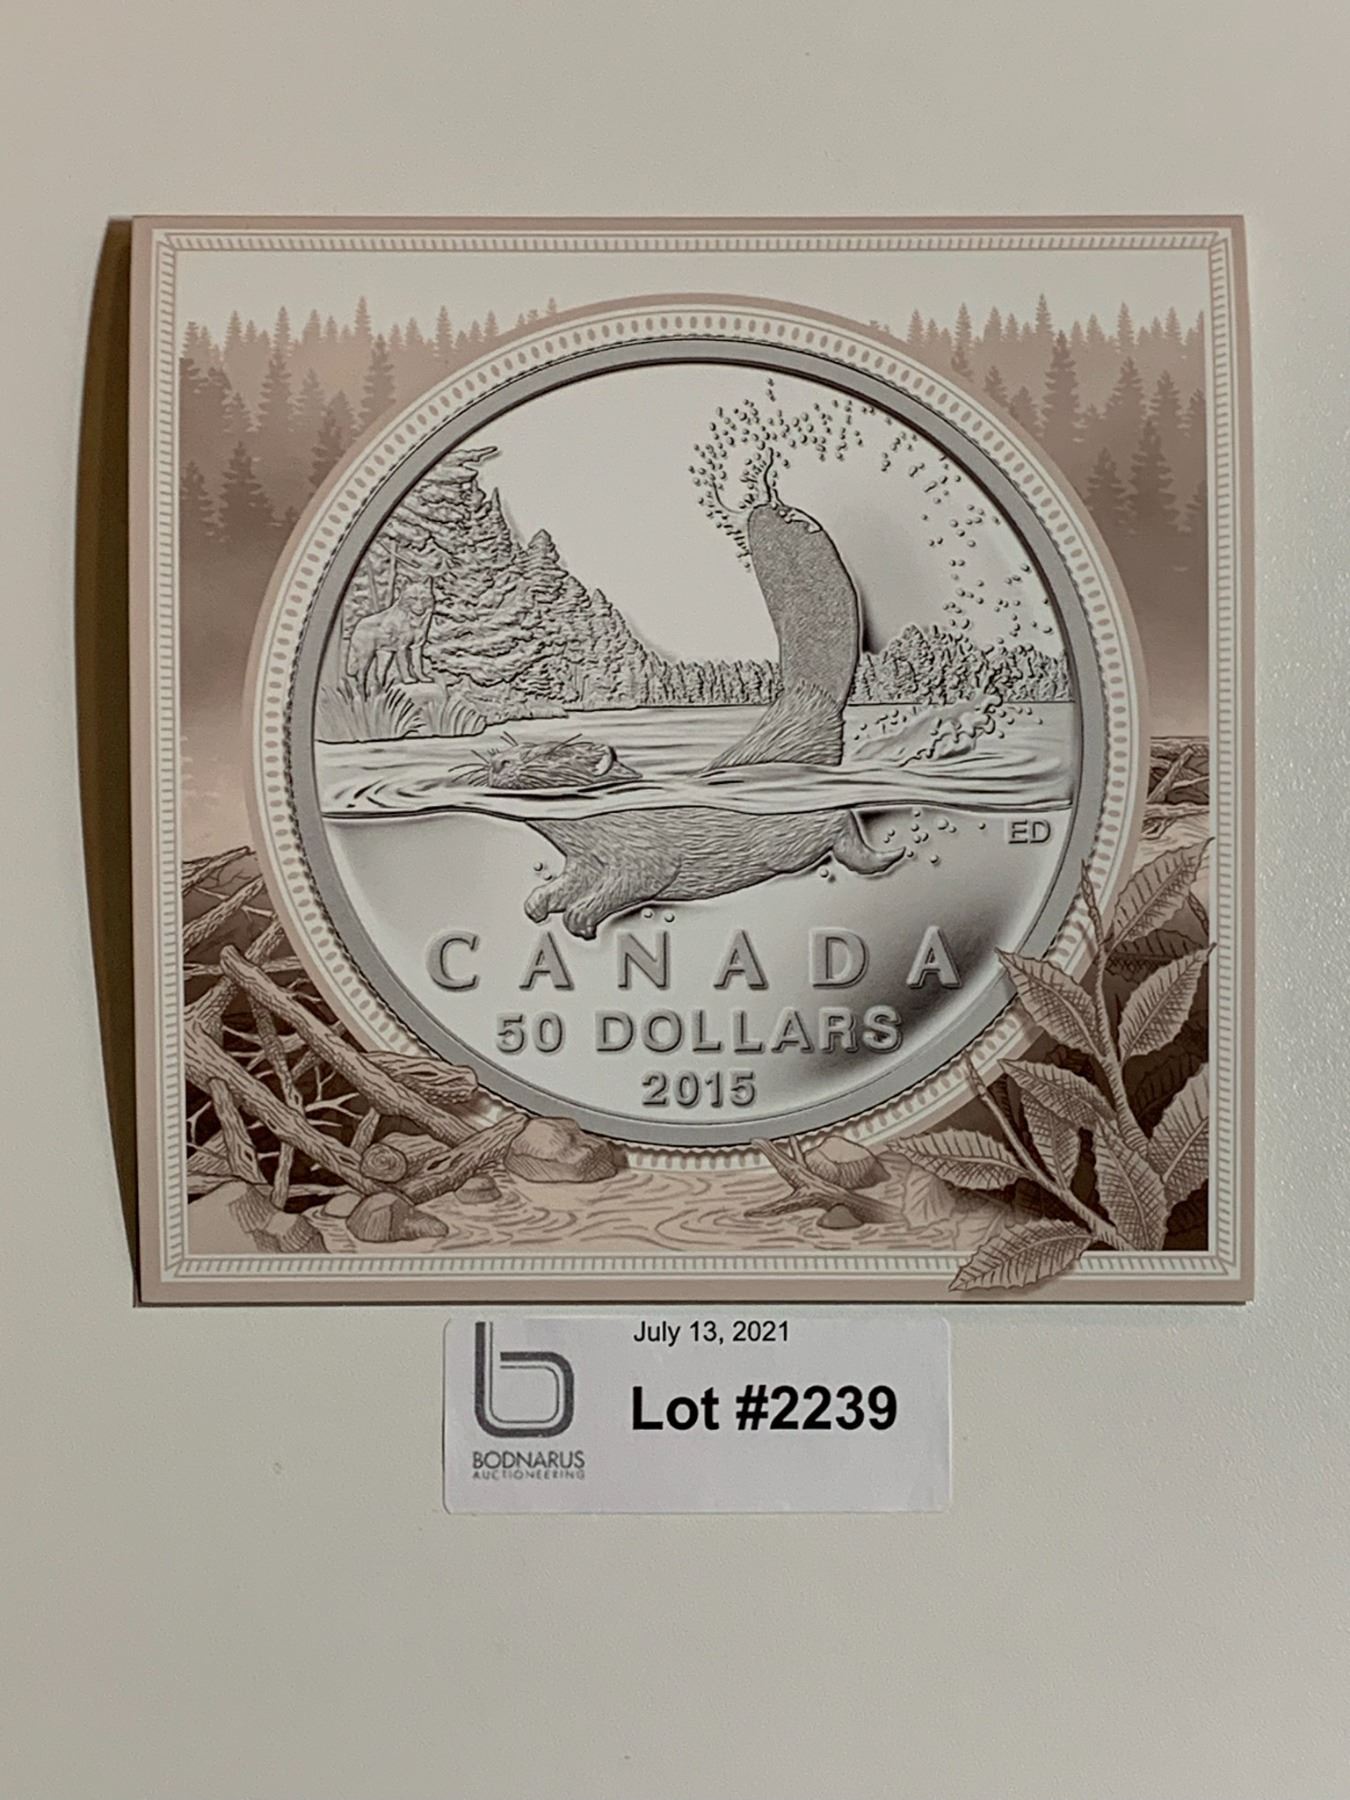 ED
CANADA
50 DOLLARS
2015
July 13, 2021
Lot #2239
b
BODNARUS
AUCTIONEERING